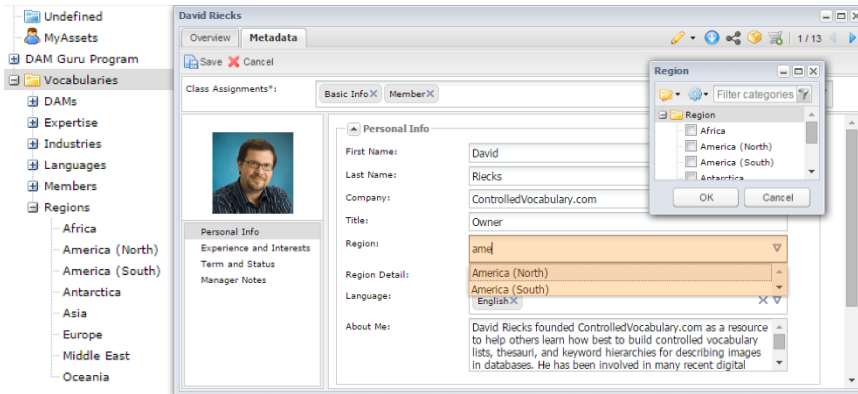 Undefined
MyAssets
DAM Guru Program
Vocabularies
DAMs
Expertise
Industries
Languages
Members
Regions
Africa
America (North)
America (South)
Antarctica
Asia
Europe
Middle East
Oceania
David Riecks
Overview Metadata
1 / 13
Save Cancel
Class Assignments*: Basic Info X Member X
Personal Info
Experience and Interests
Term and Status
Manager Notes
Personal Info
First Name: David
Last Name: Riecks
Company: ControlledVocabulary.com
Title: Owner
Region: ame
America (North)
America (South)
Region Detail:
Language: English X
About Me: David Riecks founded ControlledVocabulary.com as a resource
to help others learn how best to build controlled vocabulary
lists, thesauri, and keyword hierarchies for describing images
in databases. He has been involved in many recent digital
Region
Filter categories
Region
Africa
America (North)
America (South)
Antarctica
OK Cancel